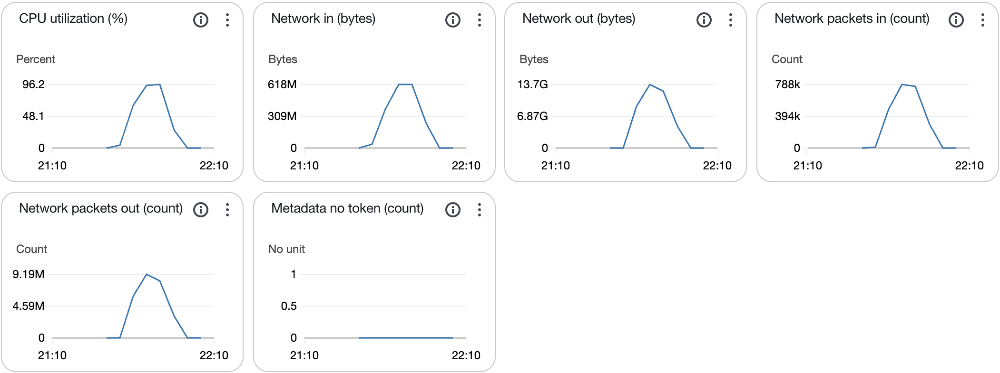 CPU utilization (%)
Percent
96.2
48.1
0
21:10
22:10
Network in (bytes)
Bytes
618M
309M
0
21:10
22:10
Network out (bytes)
Bytes
13.7G
6.87G
0
21:10
22:10
Network packets in (count)
Count
788k
394k
0
21:10
22:10
Network packets out (count)
Count
9.19M
4.59M
0
21:10
22:10
Metadata no token (count)
No unit
1
0.5
0
21:10
22:10